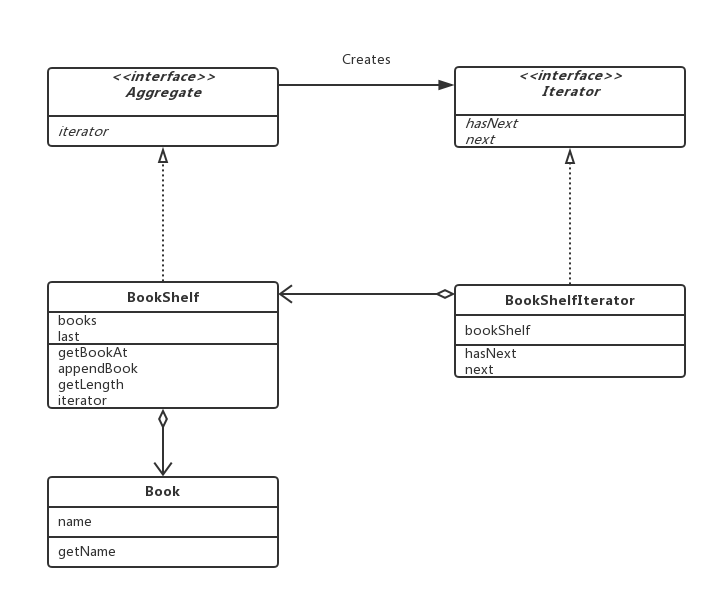 Creates
<<interface>>
Aggregate
iterator
<<interface>>
Iterator
hasNext
next
BookShelf
books
last
getBookAt
appendBook
getLength
iterator
BookShelfIterator
bookShelf
hasNext
next
Book
name
getName